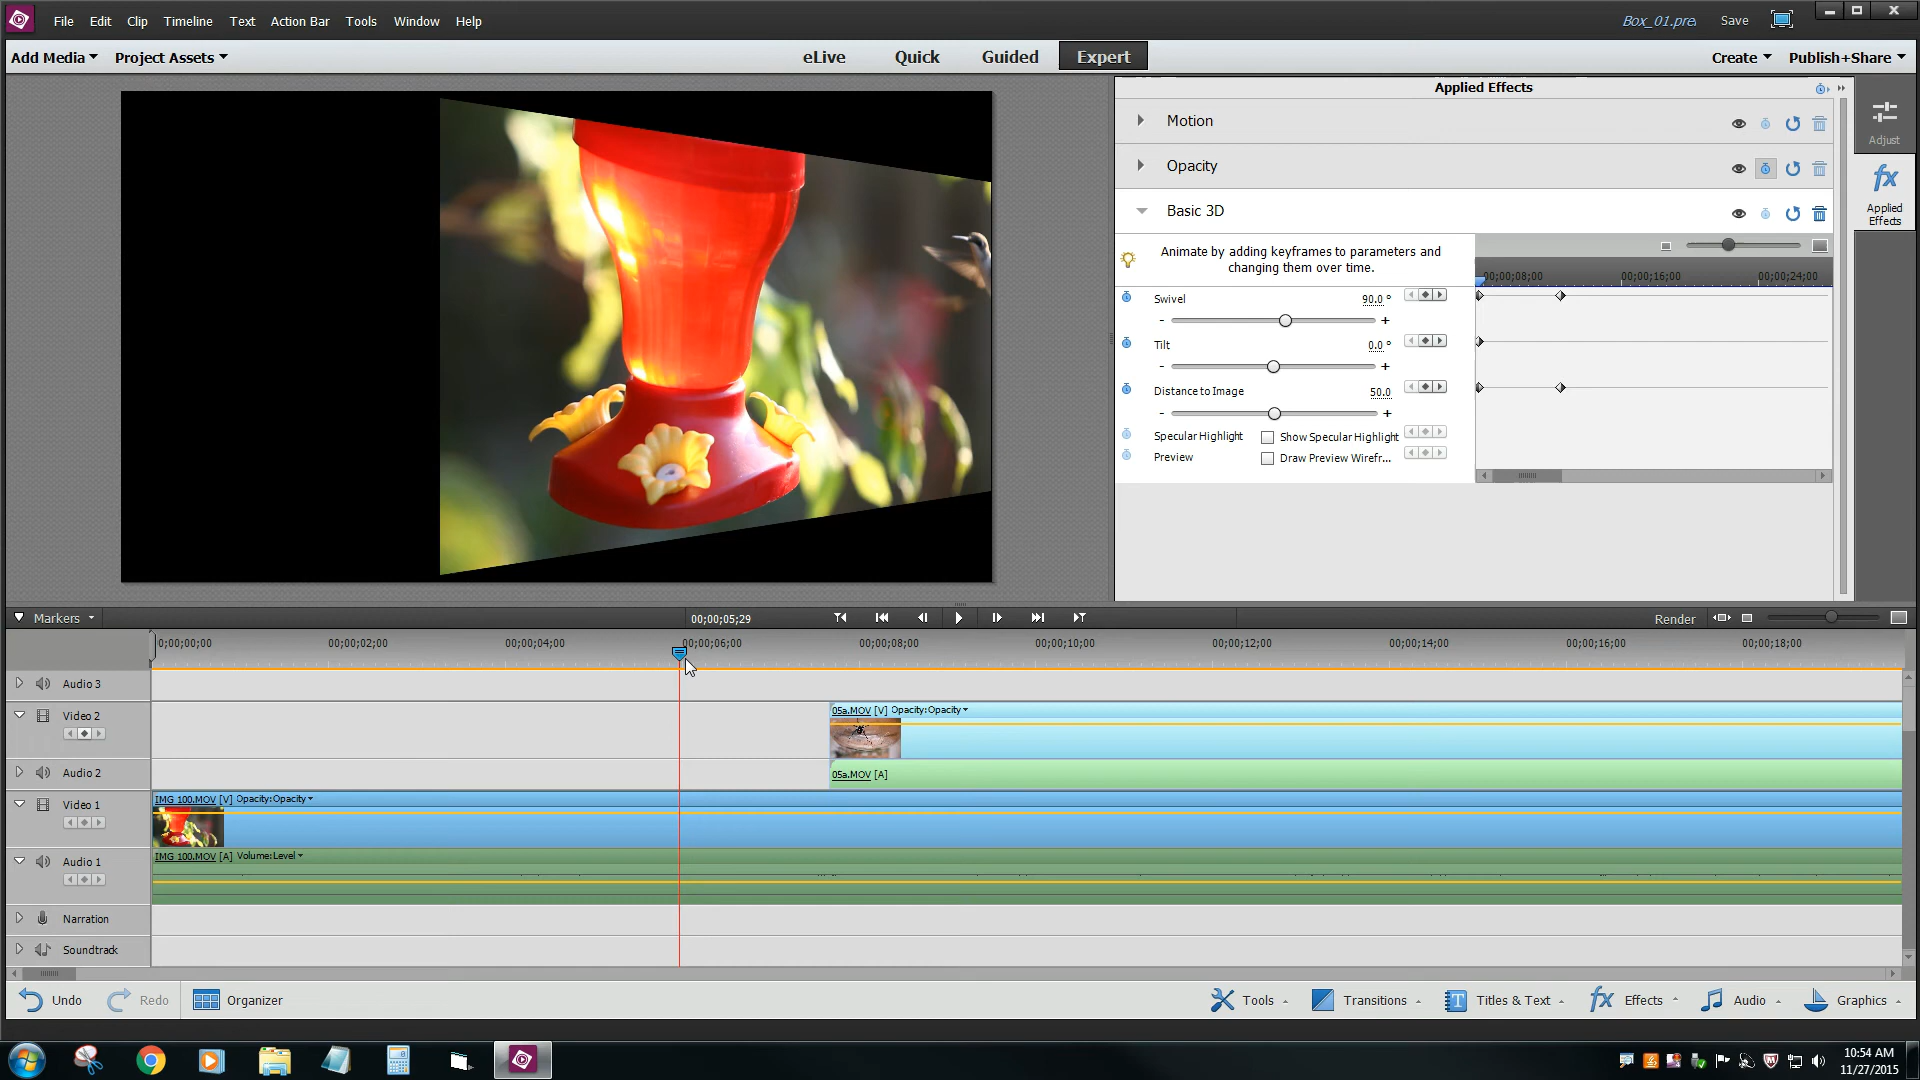 File Edit Clip Timeline Text Action Bar Tools Window Help Box_01.prel Save
Add Media Project Assets eLive Quick Guided Expert Create Publish+Share
Applied Effects
Motion
Adjust
Opacity
Applied
Effects
Basic 3D
Animate by adding keyframes to parameters and
changing them over time.
00;00;08;00 00;00;16;00 00;00;24;00
Swivel 90.0 °
- +
Tilt 0.0 °
- +
Distance to Image 50.0
- +
Specular Highlight Show Specular Highlight
Preview Draw Preview Wirefr...
Markers 00;00;05;29 Render
0;00;00;00 00;00;02;00 00;00;04;00 00;00;06;00 00;00;08;00 00;00;10;00 00;00;12;00 00;00;14;00 00;00;16;00 00;00;18;00
Audio 3
Video 2 05a.MOV [V] Opacity:Opacity
Audio 2 05a.MOV [A]
Video 1 IMG 100.MOV [V] Opacity:Opacity
Audio 1 IMG 100.MOV [A] Volume:Level
Narration
Soundtrack
Undo Redo Organizer Tools Transitions Titles & Text Effects Audio Graphics
10:54 AM
11/27/2015